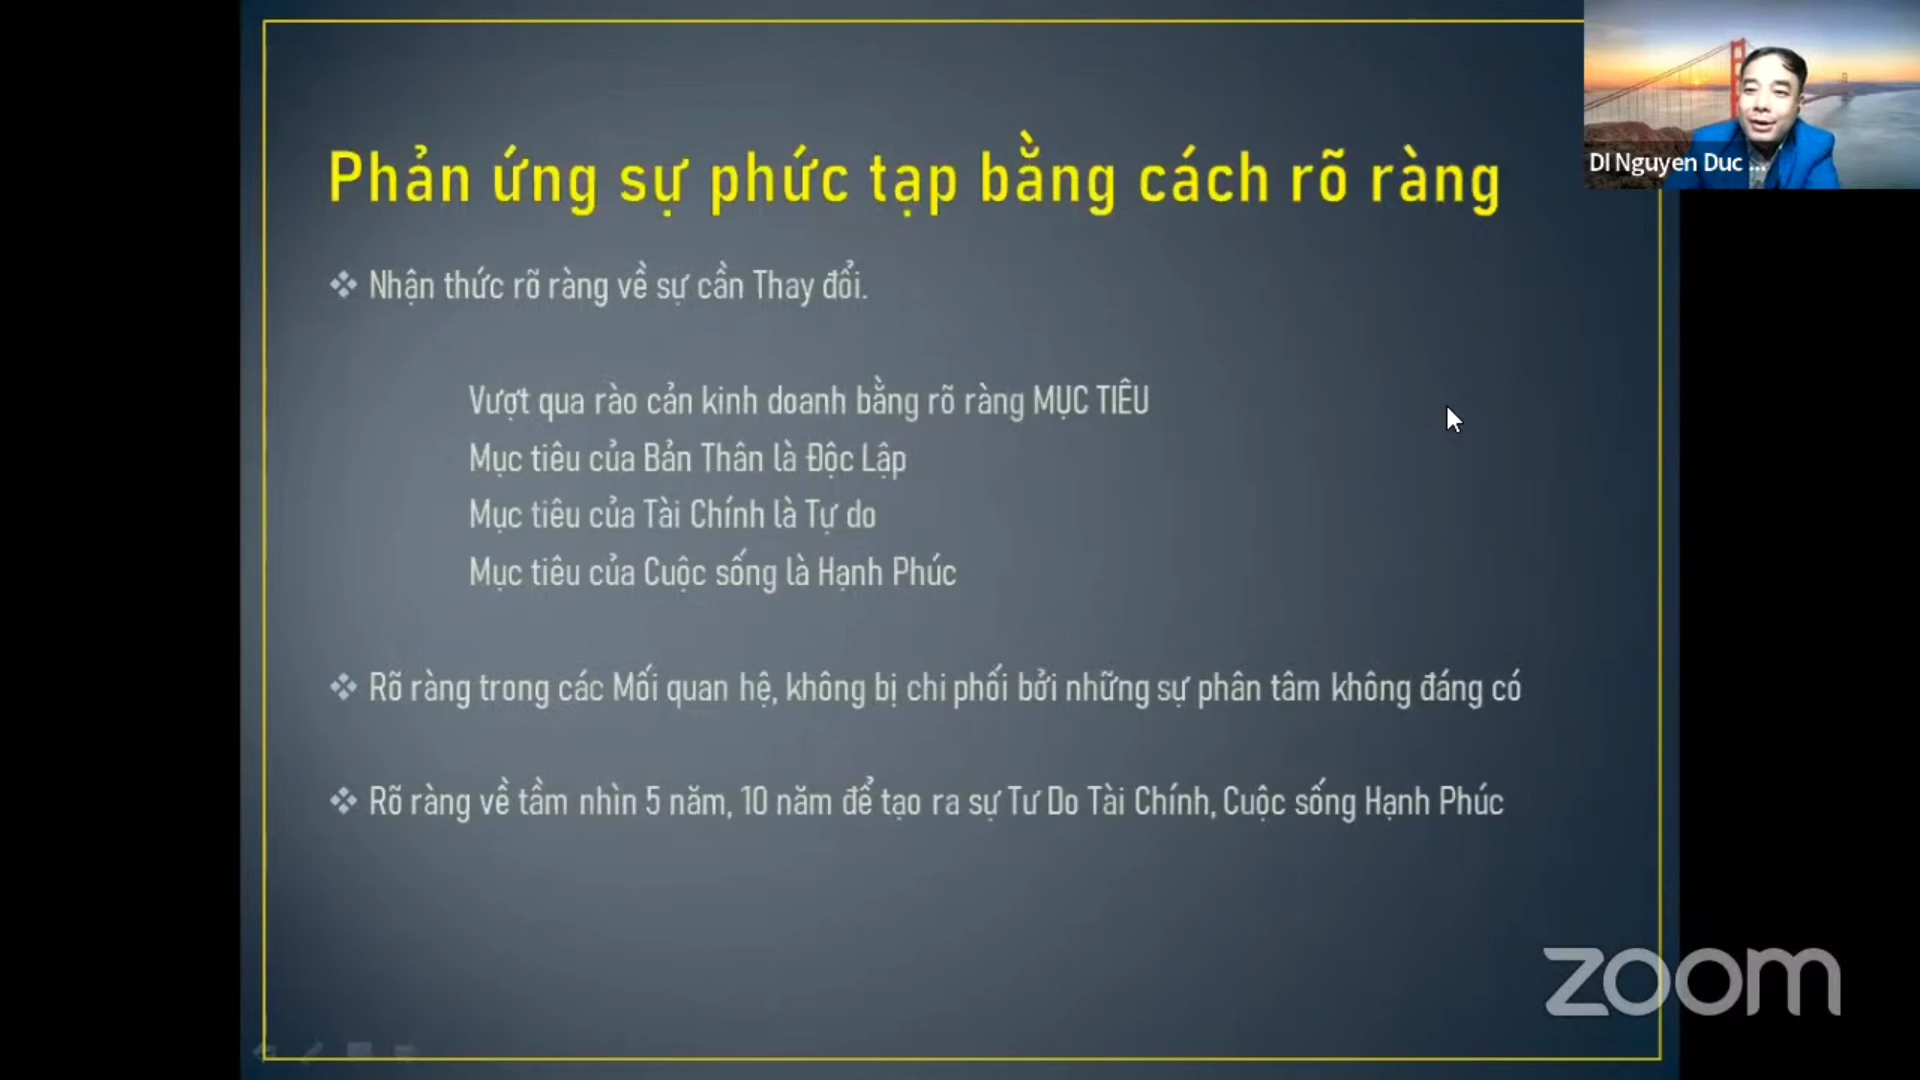 Phản ứng sự phức tạp bằng cách rõ ràng
Nhận thức rõ ràng về sự cần Thay đổi.
Vượt qua rào cản kinh doanh bằng rõ ràng MỤC TIÊU
Mục tiêu của Bản Thân là Độc Lập
Mục tiêu của Tài Chính là Tự do
Mục tiêu của Cuộc sống là Hạnh Phúc
Rõ ràng trong các Mối quan hệ, không bị chi phối bởi những sự phân tâm không đáng có
Rõ ràng về tầm nhìn 5 năm, 10 năm để tạo ra sự Tư Do Tài Chính, Cuộc sống Hạnh Phúc
DI Nguyen Duc ...
zoom